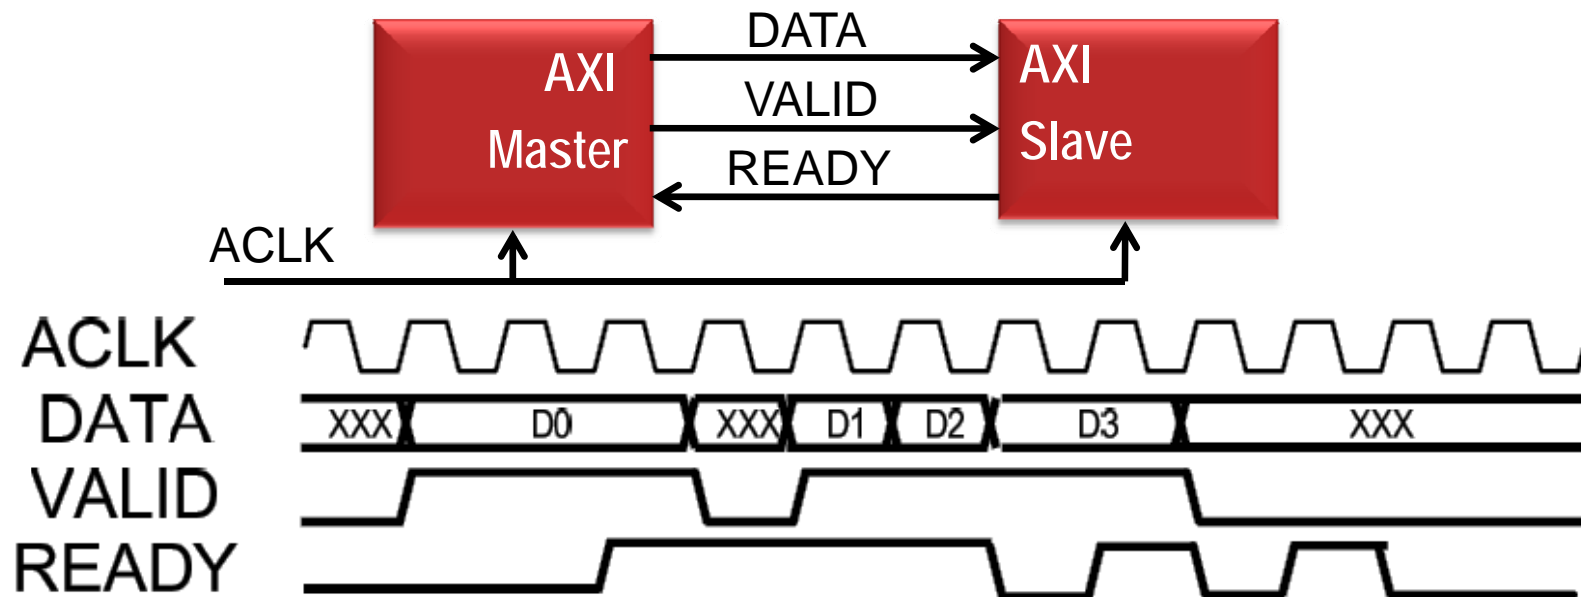 DATA
AXI
Master
VALID
READY
AXI
Slave
ACLK
ACLK
DATA XXX D0 XXX D1 D2 D3 XXX
VALID
READY